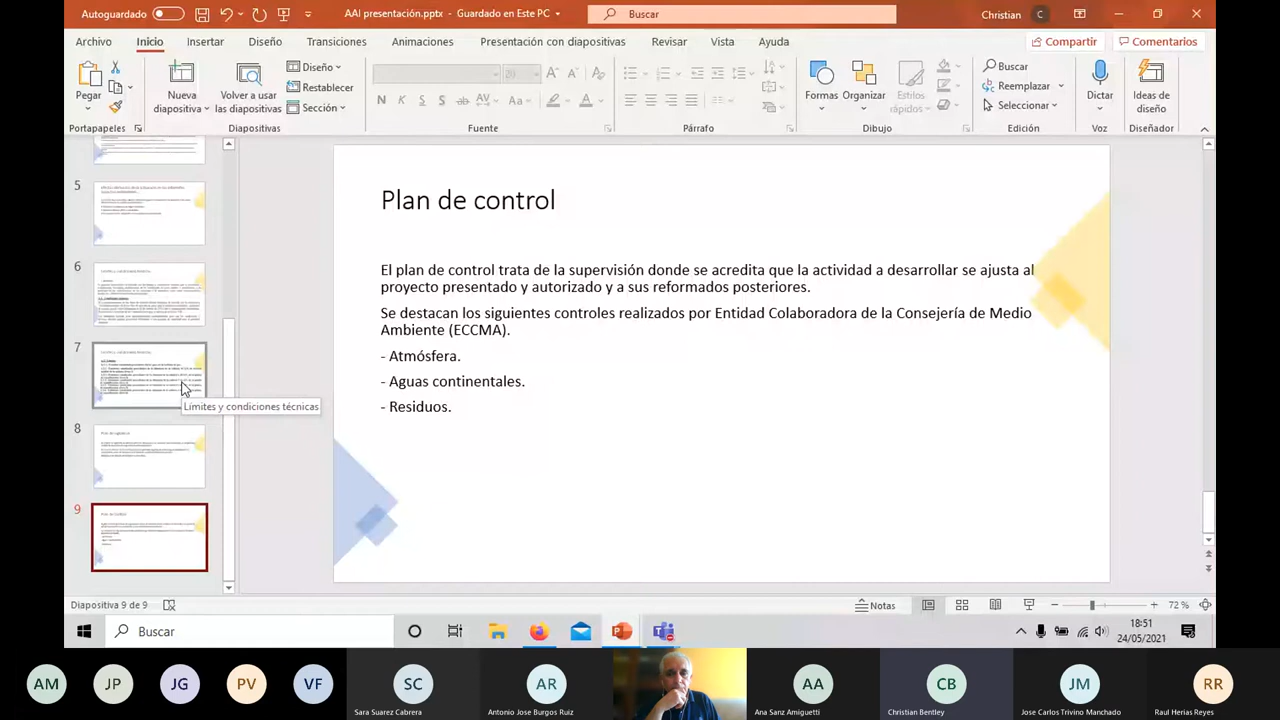 Autoguardado
AAI presentación.pptx - Guardado en Este PC
Buscar
Christian C
Archivo Inicio Insertar Diseño Transiciones Animaciones Presentación con diapositivas Revisar Vista Ayuda
Compartir Comentarios
Pegar
Nueva
diapositiva
Volver a usar
las diapositivas
Diseño
Restablecer
Sección
N K S S ab AV Aa A
Formas
Organizar
Estilos
rápidos
Buscar
Reemplazar
Seleccionar
Dictar
Ideas de
diseño
Portapapeles Diapositivas Fuente Párrafo Dibujo Edición Voz Diseñador
5
6
7
8
9
Límites y condiciones técnicas
Plan de control
El plan de control trata de la supervisión donde se acredita que la actividad a desarrollar se ajusta al
proyecto presentado y autorizado y a sus reformados posteriores.
Se destacan los siguientes controles realizados por Entidad Colaboradora de la Consejería de Medio
Ambiente (ECCMA).
- Atmósfera.
- Aguas continentales.
- Residuos.
Diapositiva 9 de 9
Notas
72 %
Buscar
18:51
24/05/2021
AM JP JG PV VF SC AR AA CB JM RR
Sara Suarez Cabrera Antonio Jose Burgos Ruiz Ana Sanz Amiguetti Christian Bentley Jose Carlos Trivino Manchado Raul Herias Reyes